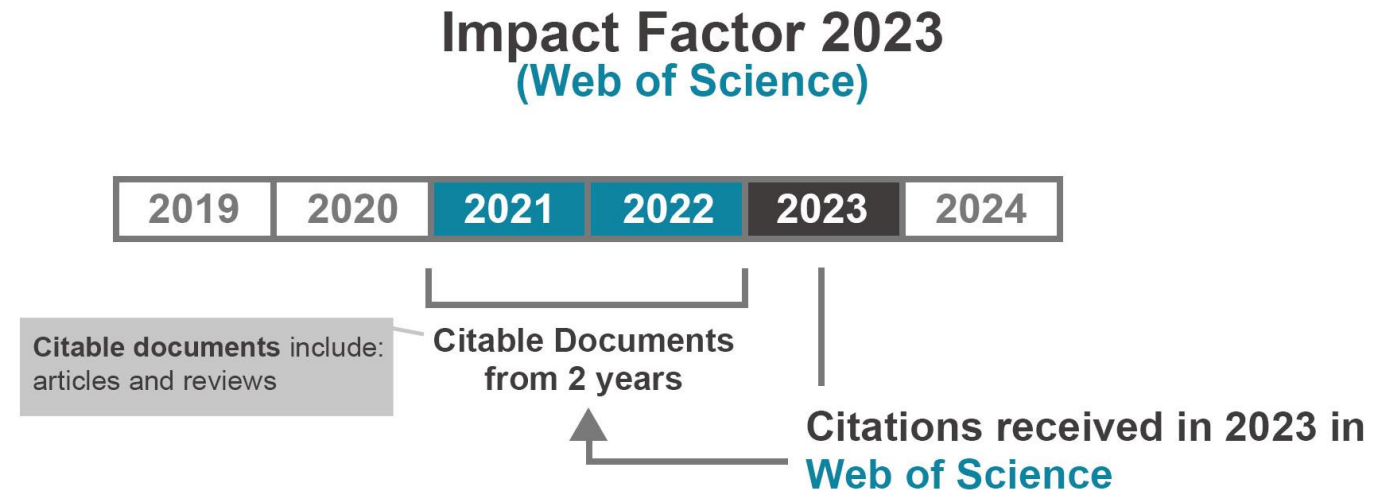 Impact Factor 2023
(Web of Science)
2019 2020 2021 2022 2023 2024
Citable documents include:
articles and reviews
Citable Documents
from 2 years
Citations received in 2023 in
Web of Science